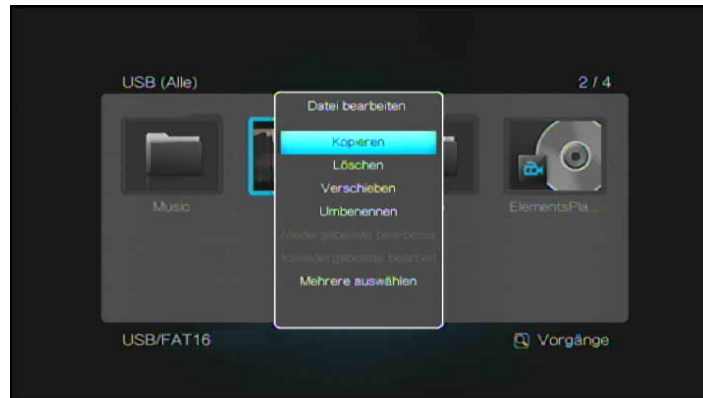 USB (Alle)
2 / 4
Datei bearbeiten
Kopieren
Löschen
Verschieben
Umbenennen
Mehrere auswählen
Music
ElementsPla...
USB/FAT16
Vorgänge